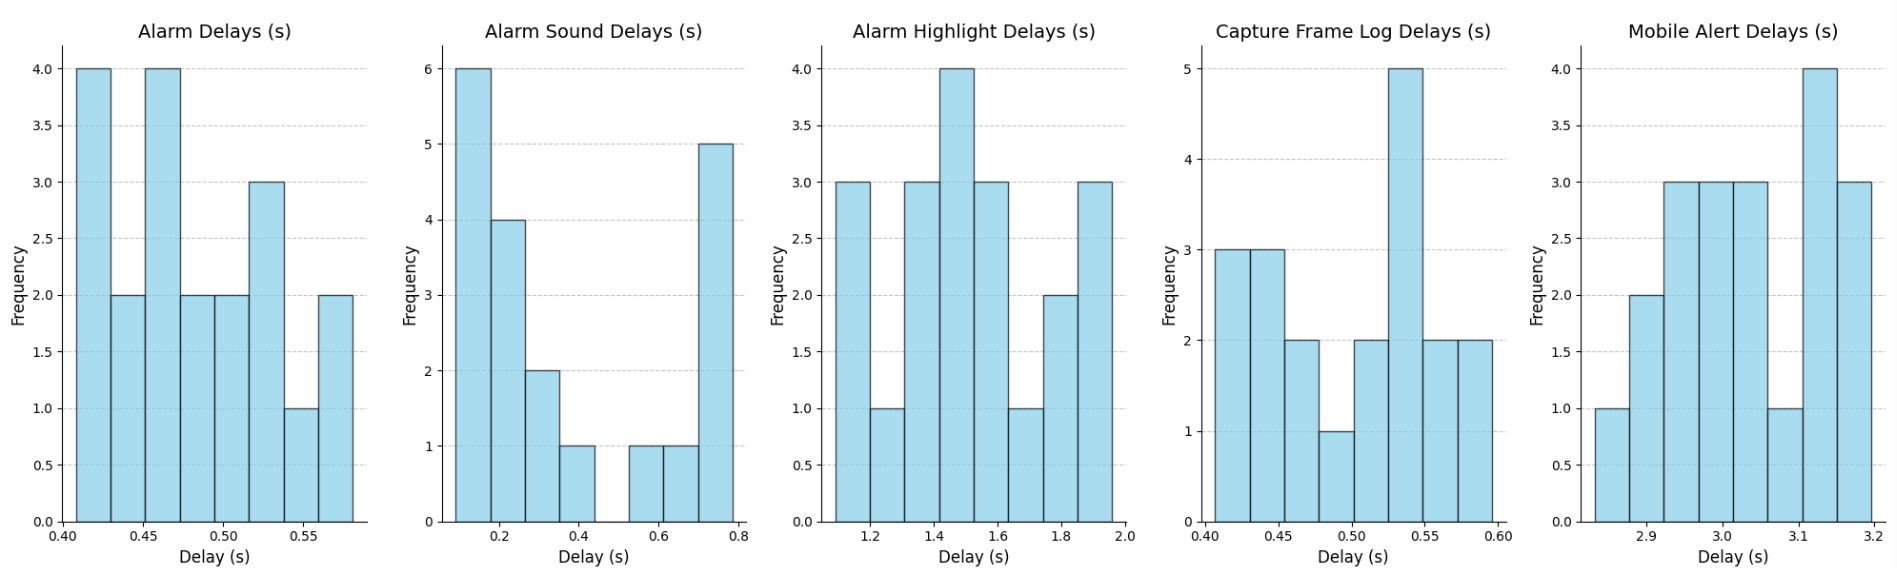 Alarm Delays (s)
4.0
3.5
3.0
2.5
2.0
1.5
1.0
0.5
0.0
Frequency
0.40 0.45 0.50 0.55
Delay (s)
Alarm Sound Delays (s)
6
5
4
3
2
1
0
Frequency
0.2 0.4 0.6 0.8
Delay (s)
Alarm Highlight Delays (s)
4.0
3.5
3.0
2.5
2.0
1.5
1.0
0.5
0.0
Frequency
1.2 1.4 1.6 1.8 2.0
Delay (s)
Capture Frame Log Delays (s)
5
4
3
2
1
0
Frequency
0.40 0.45 0.50 0.55 0.60
Delay (s)
Mobile Alert Delays (s)
4.0
3.5
3.0
2.5
2.0
1.5
1.0
0.5
0.0
Frequency
2.9 3.0 3.1 3.2
Delay (s)